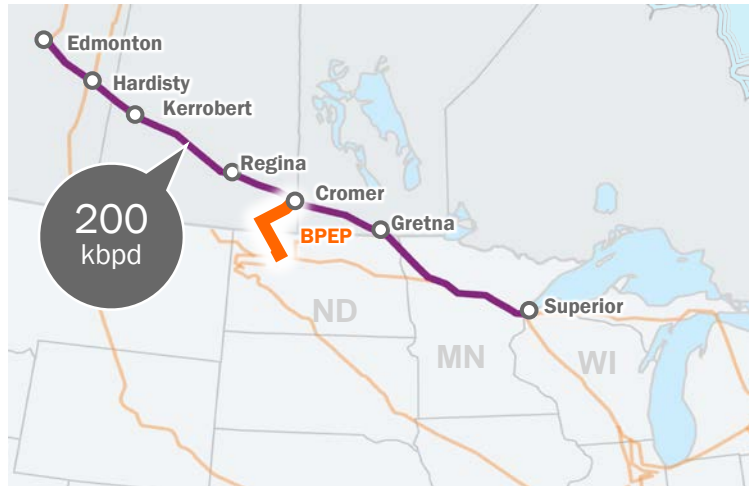 Edmonton
Hardisty
Kerrobert
Regina
Cromer
Gretna
BPEP
200
kbpd
Superior
ND
MN
WI